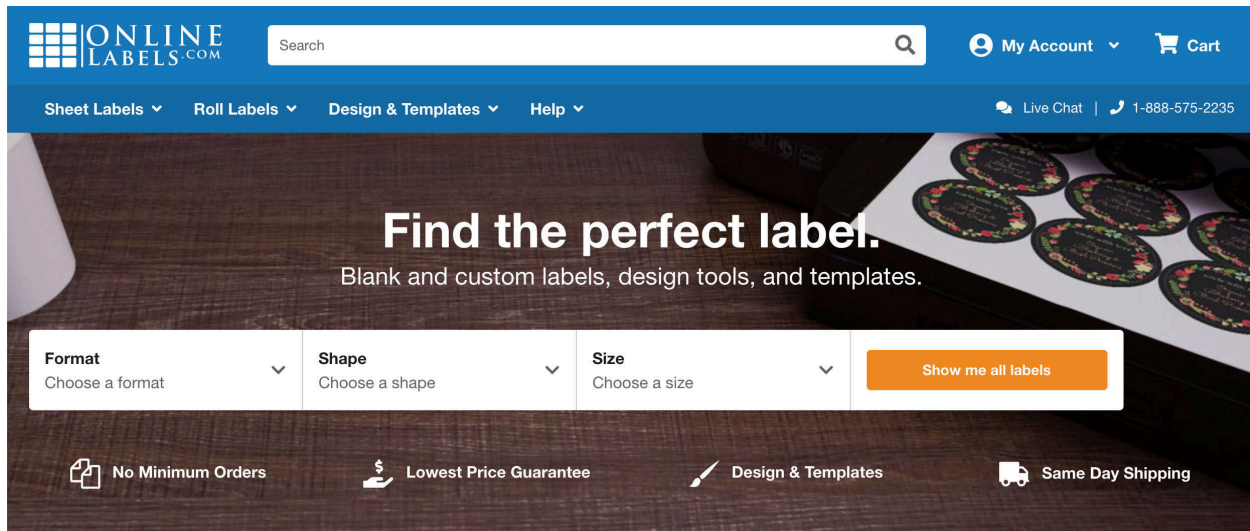 ONLINE
LABELS.COM
Search
My Account
Cart
Sheet Labels
Roll Labels
Design & Templates
Help
Live Chat | 1-888-575-2235
Find the perfect label.
Blank and custom labels, design tools, and templates.
Format
Choose a format
Shape
Choose a shape
Size
Choose a size
Show me all labels
No Minimum Orders
$
Lowest Price Guarantee
Design & Templates
Same Day Shipping